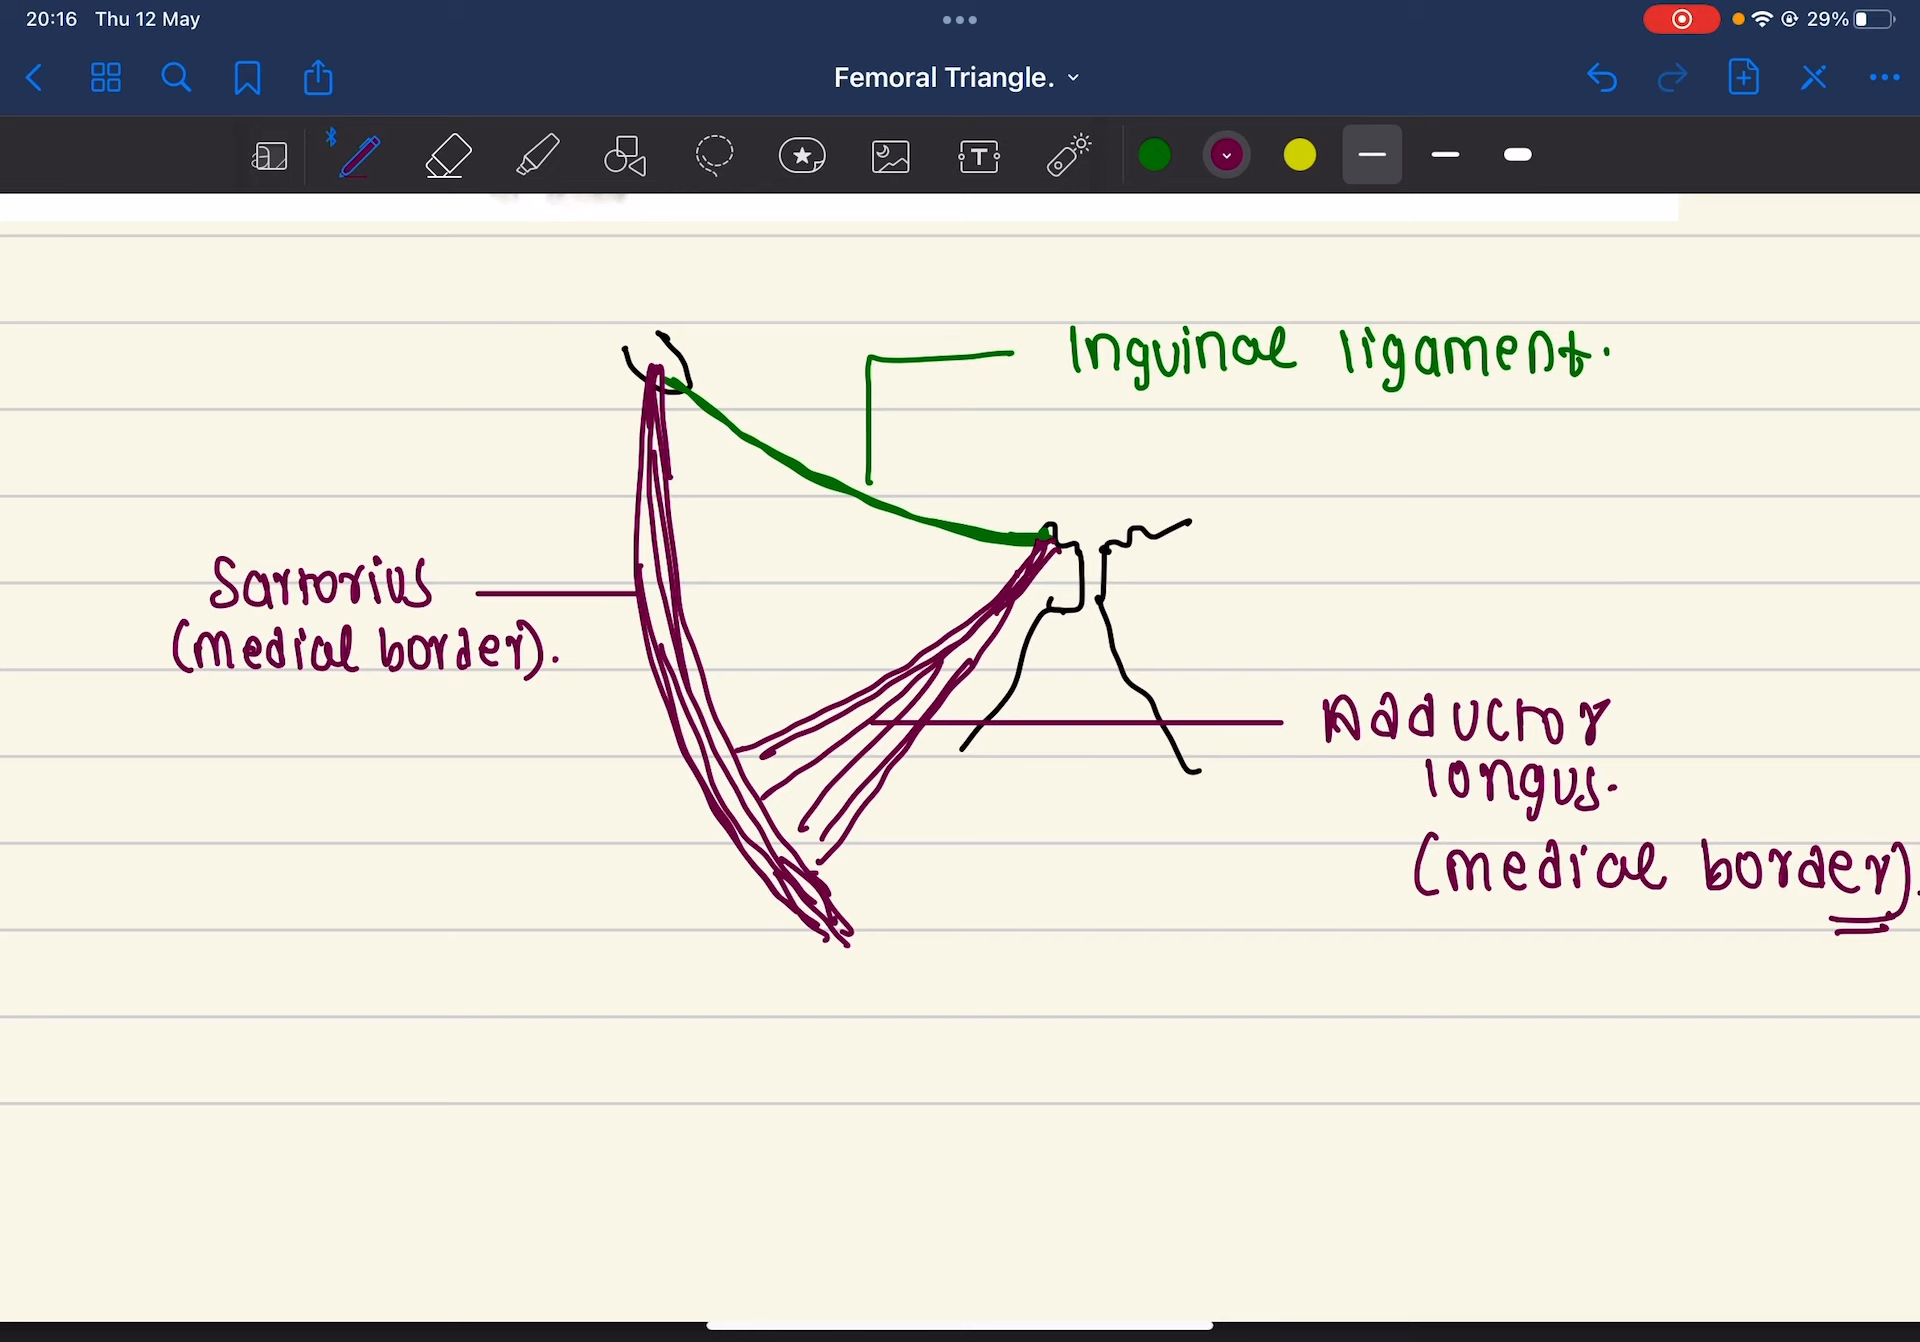 20:16 Thu 12 May
29%
Femoral Triangle.
Inguinal ligament.
Sartorius
(medial border).
Adductor
longus.
(medial border).